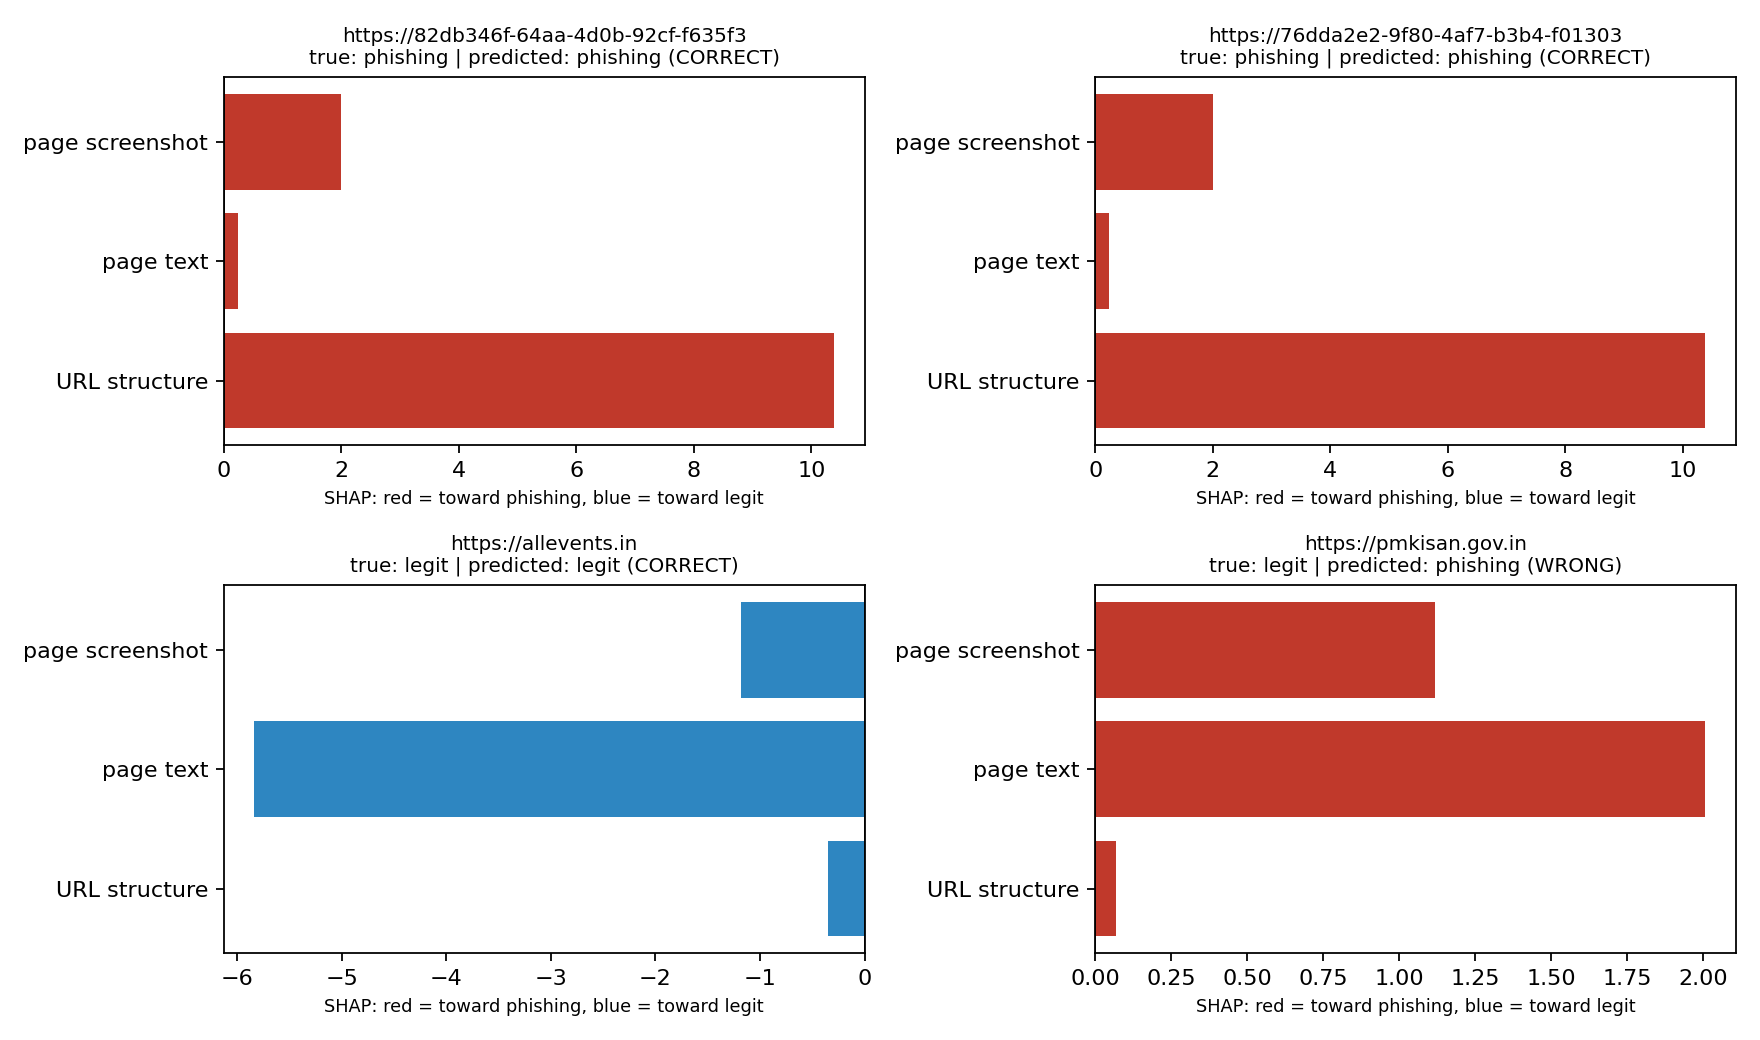 https://82db346f-64aa-4d0b-92cf-f635f3
true: phishing | predicted: phishing (CORRECT)
page screenshot
page text
URL structure
0 2 4 6 8 10
SHAP: red = toward phishing, blue = toward legit
https://76dda2e2-9f80-4af7-b3b4-f01303
true: phishing | predicted: phishing (CORRECT)
page screenshot
page text
URL structure
0 2 4 6 8 10
SHAP: red = toward phishing, blue = toward legit
https://allevents.in
true: legit | predicted: legit (CORRECT)
page screenshot
page text
URL structure
−6 −5 −4 −3 −2 −1 0
SHAP: red = toward phishing, blue = toward legit
https://pmkisan.gov.in
true: legit | predicted: phishing (WRONG)
page screenshot
page text
URL structure
0.00 0.25 0.50 0.75 1.00 1.25 1.50 1.75 2.00
SHAP: red = toward phishing, blue = toward legit